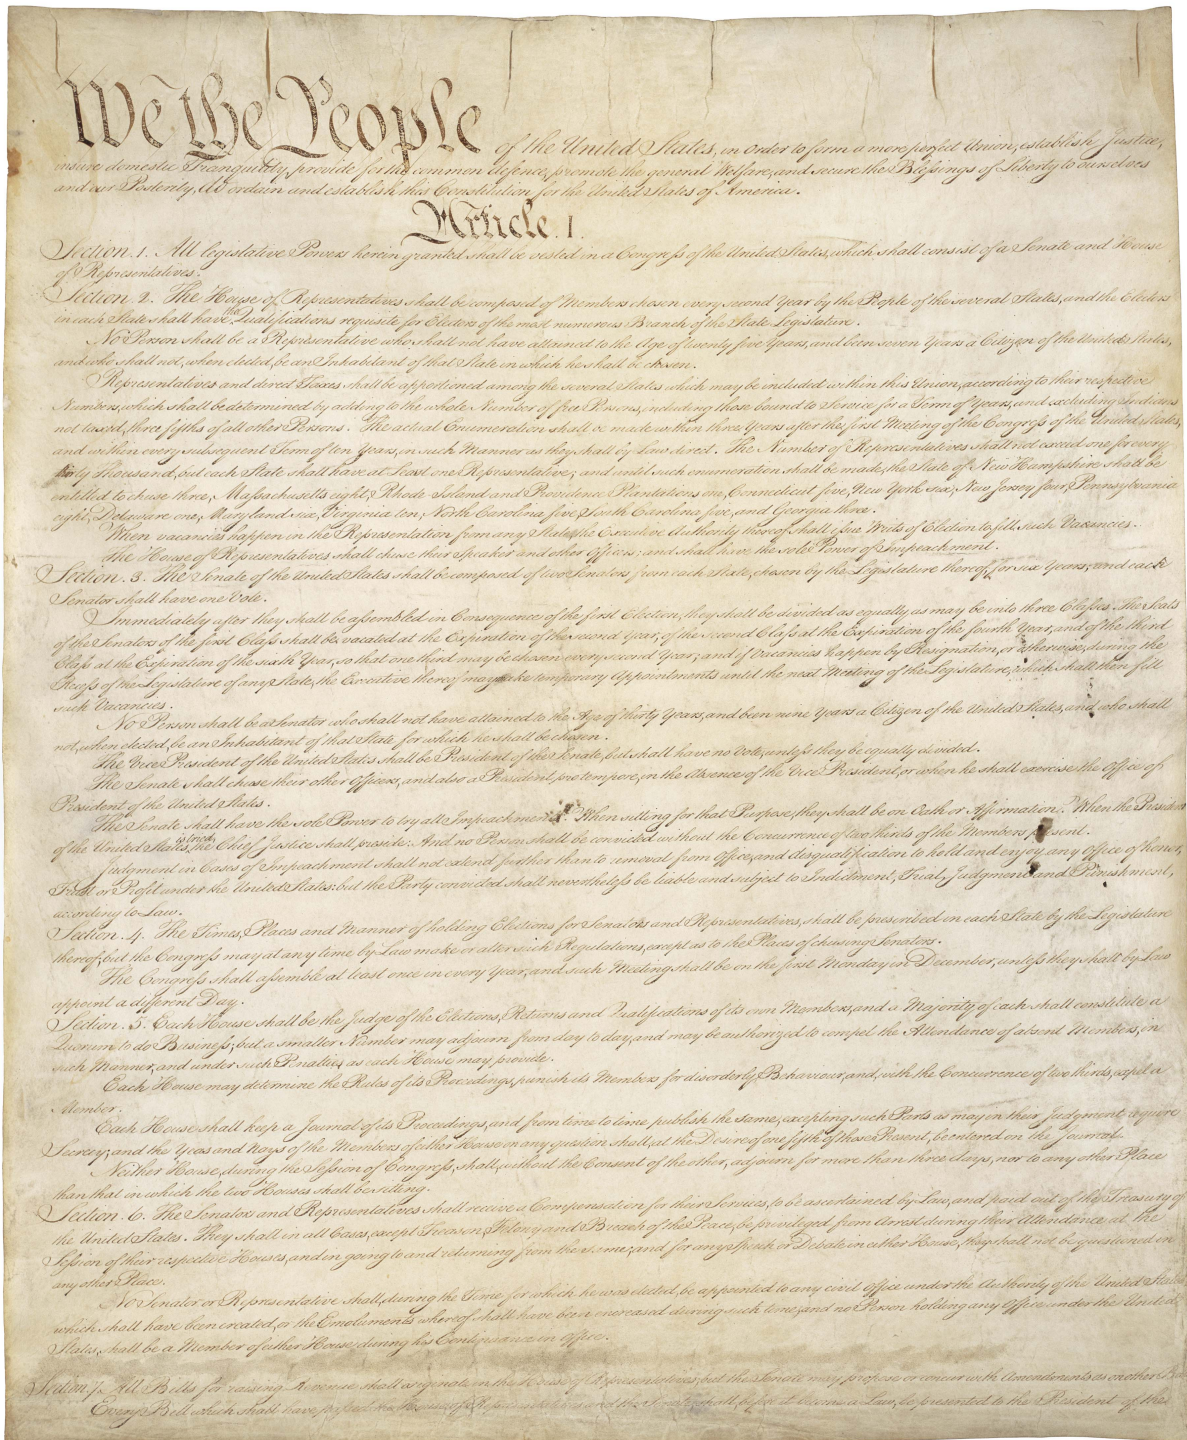 We the People of the United States, in Order to form a more perfect Union, establish Justice,
insure domestic Tranquility, provide for the common defence, promote the general Welfare, and secure the Bleſsings of Liberty to ourselves
and our Posterity, do ordain and establish this Constitution for the United States of America.
Article. I.
Section. 1. All legislative Powers herein granted shall be vested in a Congreſs of the United States, which shall consist of a Senate and House
of Representatives.
Section. 2. The House of Representatives shall be composed of Members chosen every second Year by the People of the several States, and the Electors
in each State shall have the Qualifications requisite for Electors of the most numerous Branch of the State Legislature.
No Person shall be a Representative who shall not have attained to the Age of twenty five Years, and been seven Years a Citizen of the United States,
and who shall not, when elected, be an Inhabitant of that State in which he shall be chosen.
Representatives and direct Taxes shall be apportioned among the several States which may be included within this Union, according to their respective
Numbers, which shall be determined by adding to the whole Number of free Persons, including those bound to Service for a Term of Years, and excluding Indians
not taxed, three fifths of all other Persons. The actual Enumeration shall be made within three Years after the first Meeting of the Congreſs of the United States,
and within every subsequent Term of ten Years, in such Manner as they shall by Law direct. The Number of Representatives shall not exceed one for every
thirty Thousand, but each State shall have at Least one Representative; and until such enumeration shall be made, the State of New Hampshire shall be
entitled to chuse three, Maſsachusetts eight, Rhode-Island and Providence Plantations one, Connecticut five, New-York six, New Jersey four, Pennsylvania
eight, Delaware one, Maryland six, Virginia ten, North Carolina five, South Carolina five, and Georgia three.
When vacancies happen in the Representation from any State, the Executive Authority thereof shall iſsue Writs of Election to fill such Vacancies.
The House of Representatives shall chuse their Speaker and other Officers; and shall have the sole Power of Impeachment.
Section. 3. The Senate of the United States shall be composed of two Senators from each State, chosen by the Legislature thereof, for six Years; and each
Senator shall have one Vote.
Immediately after they shall be aſsembled in Consequence of the first Election, they shall be divided as equally as may be into three Claſses. The Seats
of the Senators of the first Claſs shall be vacated at the Expiration of the second Year, of the second Claſs at the Expiration of the fourth Year, and of the third
Claſs at the Expiration of the sixth Year, so that one third may be chosen every second Year; and if Vacancies happen by Resignation, or otherwise, during the
Receſs of the Legislature of any State, the Executive thereof may make temporary Appointments until the next Meeting of the Legislature, which shall then fill
such Vacancies.
No Person shall be a Senator who shall not have attained to the Age of thirty Years, and been nine Years a Citizen of the United States, and who shall
not, when elected, be an Inhabitant of that State for which he shall be chosen.
The Vice President of the United States shall be President of the Senate, but shall have no Vote, unleſs they be equally divided.
The Senate shall chuse their other Officers, and also a President pro tempore, in the Absence of the Vice President, or when he shall exercise the Office of
President of the United States.
The Senate shall have the sole Power to try all Impeachments. When sitting for that Purpose, they shall be on Oath or Affirmation. When the President
of the United States is tried, the Chief Justice shall preside: And no Person shall be convicted without the Concurrence of two thirds of the Members present.
Judgment in Cases of Impeachment shall not extend further than to removal from Office, and disqualification to hold and enjoy any Office of honor,
Trust or Profit under the United States: but the Party convicted shall nevertheleſs be liable and subject to Indictment, Trial, Judgment and Punishment,
according to Law.
Section. 4. The Times, Places and Manner of holding Elections for Senators and Representatives, shall be prescribed in each State by the Legislature
thereof; but the Congreſs may at any time by Law make or alter such Regulations, except as to the Places of chusing Senators.
The Congreſs shall aſsemble at least once in every Year, and such Meeting shall be on the first Monday in December, unleſs they shall by Law
appoint a different Day.
Section. 5. Each House shall be the Judge of the Elections, Returns and Qualifications of its own Members, and a Majority of each shall constitute a
Quorum to do Busineſs; but a smaller Number may adjourn from day to day, and may be authorized to compel the Attendance of absent Members, in
such Manner, and under such Penalties as each House may provide.
Each House may determine the Rules of its Proceedings, punish its Members for disorderly Behaviour, and, with the Concurrence of two thirds, expel a
Member.
Each House shall keep a Journal of its Proceedings, and from time to time publish the same, excepting such Parts as may in their Judgment require
Secrecy; and the Yeas and Nays of the Members of either House on any question shall, at the Desire of one fifth of those Present, be entered on the Journal.
Neither House, during the Seſsion of Congreſs, shall, without the Consent of the other, adjourn for more than three days, nor to any other Place
than that in which the two Houses shall be sitting.
Section. 6. The Senators and Representatives shall receive a Compensation for their Services, to be ascertained by Law, and paid out of the Treasury of
the United States. They shall in all Cases, except Treason, Felony and Breach of the Peace, be privileged from Arrest during their Attendance at the
Seſsion of their respective Houses, and in going to and returning from the same; and for any Speech or Debate in either House, they shall not be questioned in
any other Place.
No Senator or Representative shall, during the Time for which he was elected, be appointed to any civil Office under the Authority of the United States,
which shall have been created, or the Emoluments whereof shall have been encreased during such time; and no Person holding any Office under the United
States, shall be a Member of either House during his Continuance in Office.
Section. 7. All Bills for raising Revenue shall originate in the House of Representatives; but the Senate may propose or concur with Amendments as on other Bills.
Every Bill which shall have paſsed the House of Representatives and the Senate, shall, before it become a Law, be presented to the President of the